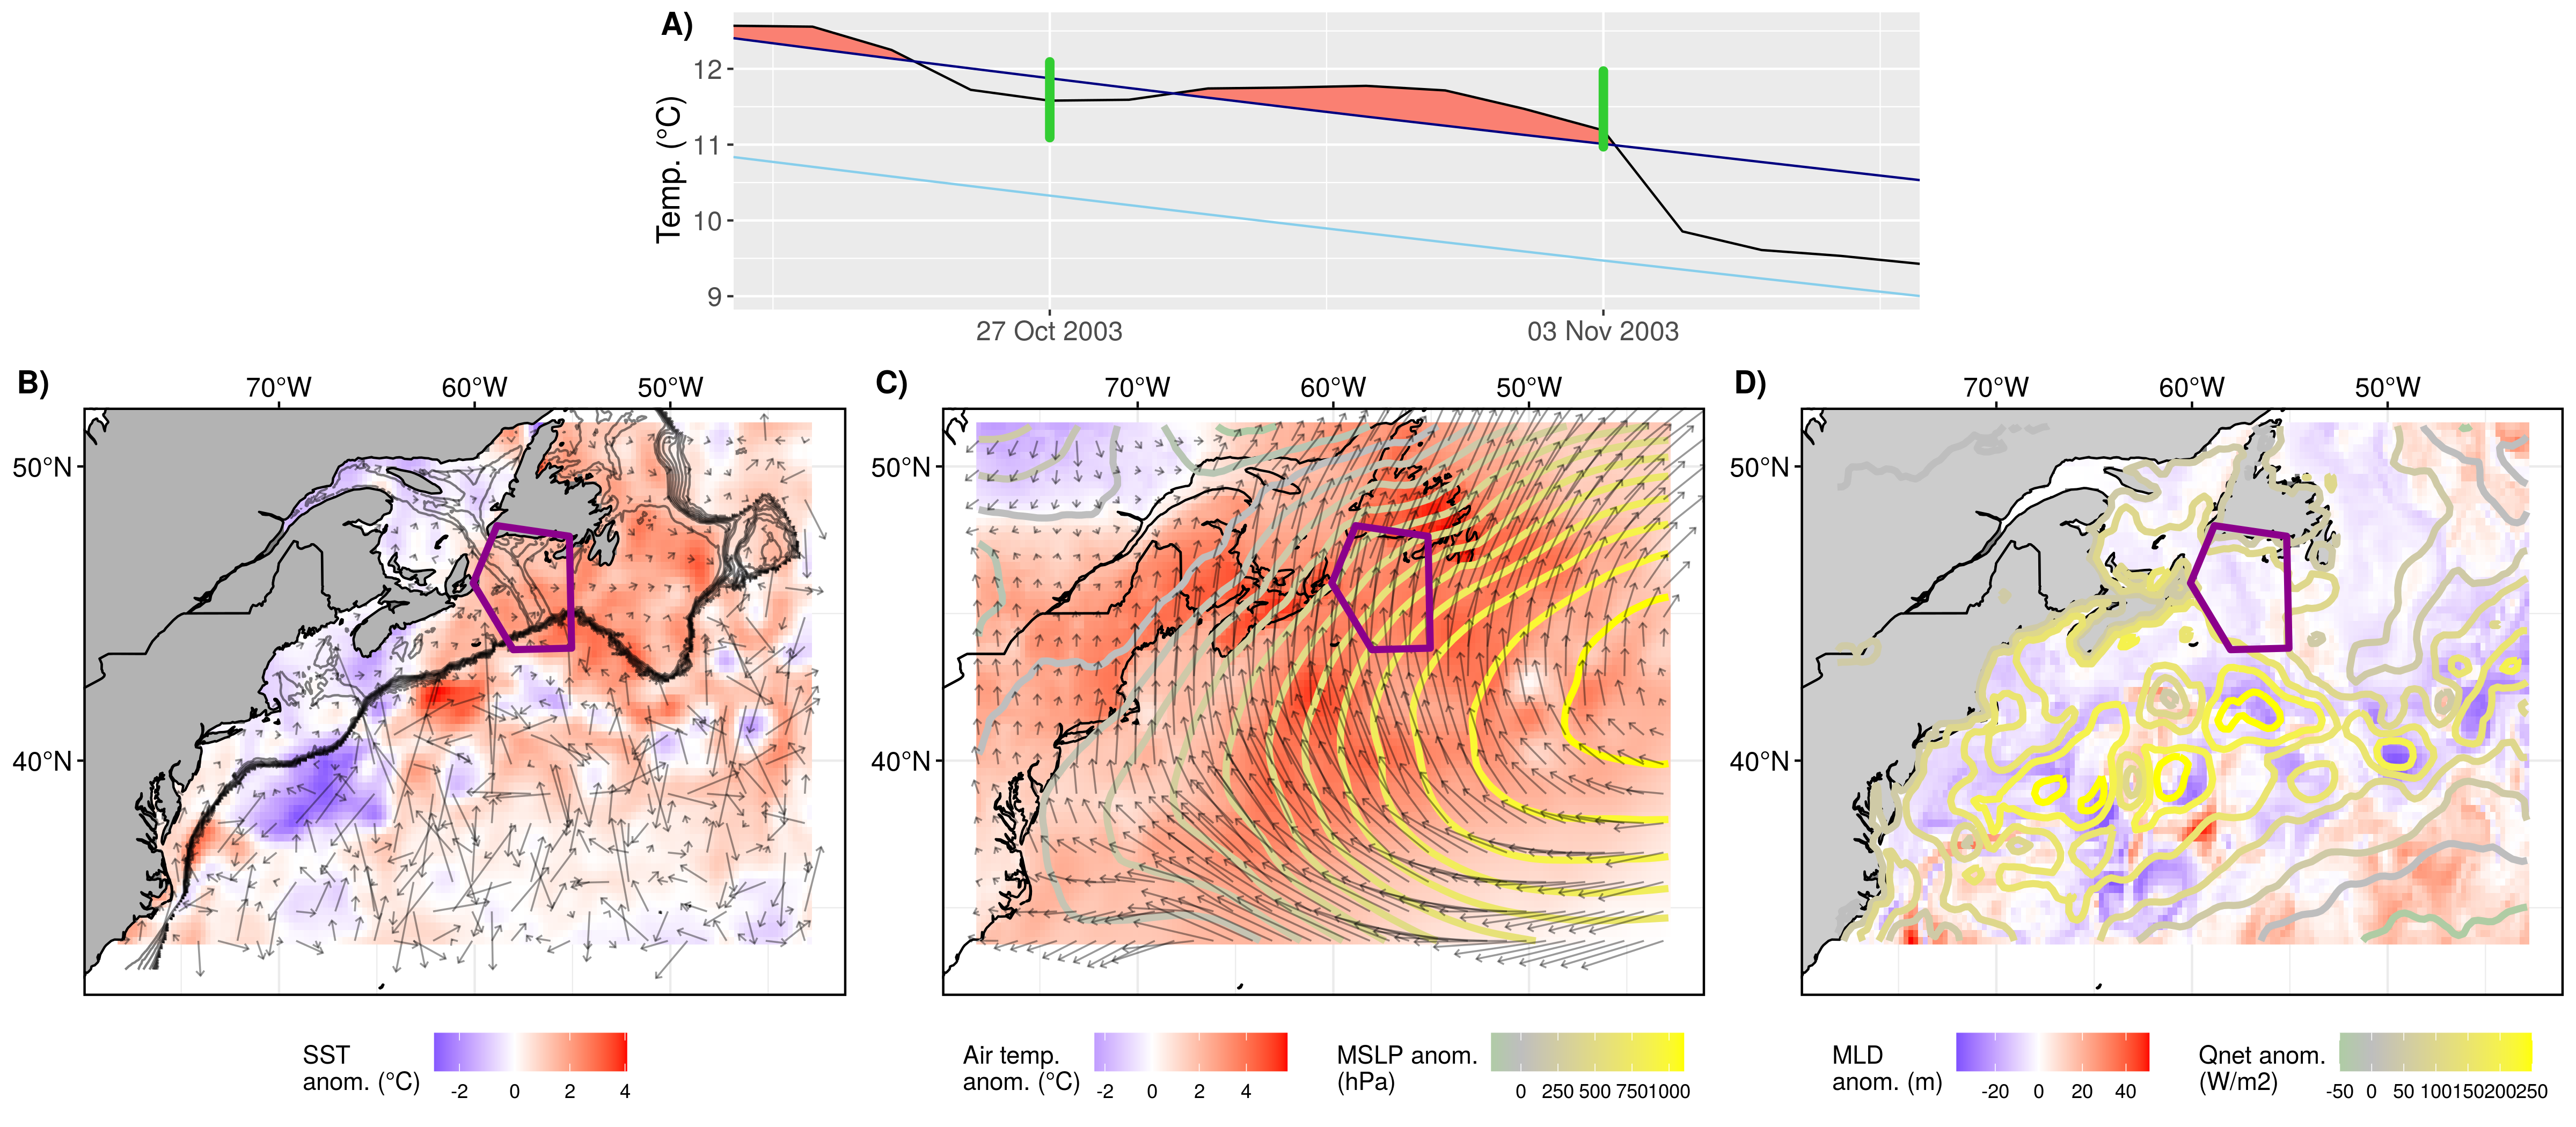 A)
Temp. (°C)
12
11
10
9
27 Oct 2003 03 Nov 2003
B)
70°W 60°W 50°W
50°N
40°N
SST
anom. (°C)
-2 0 2 4
C)
70°W 60°W 50°W
50°N
40°N
Air temp.
anom. (°C)
-2 0 2 4
MSLP anom.
(hPa)
0 250 500 7501000
D)
70°W 60°W 50°W
50°N
40°N
MLD
anom. (m)
-20 0 20 40
Qnet anom.
(W/m2)
-50 0 50 100150200250